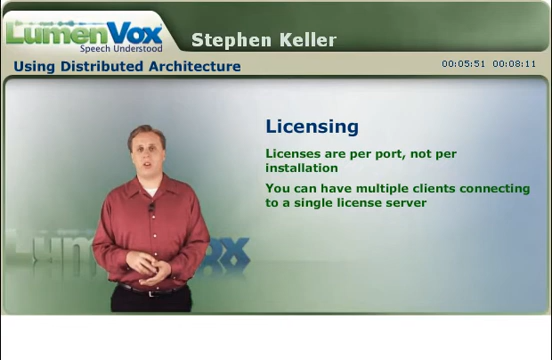 LumenVox
Speech Understood
Stephen Keller
Using Distributed Architecture
00:05:51 00:08:11
Licensing
Licenses are per port, not per
installation
You can have multiple clients connecting
to a single license server
LumenVox